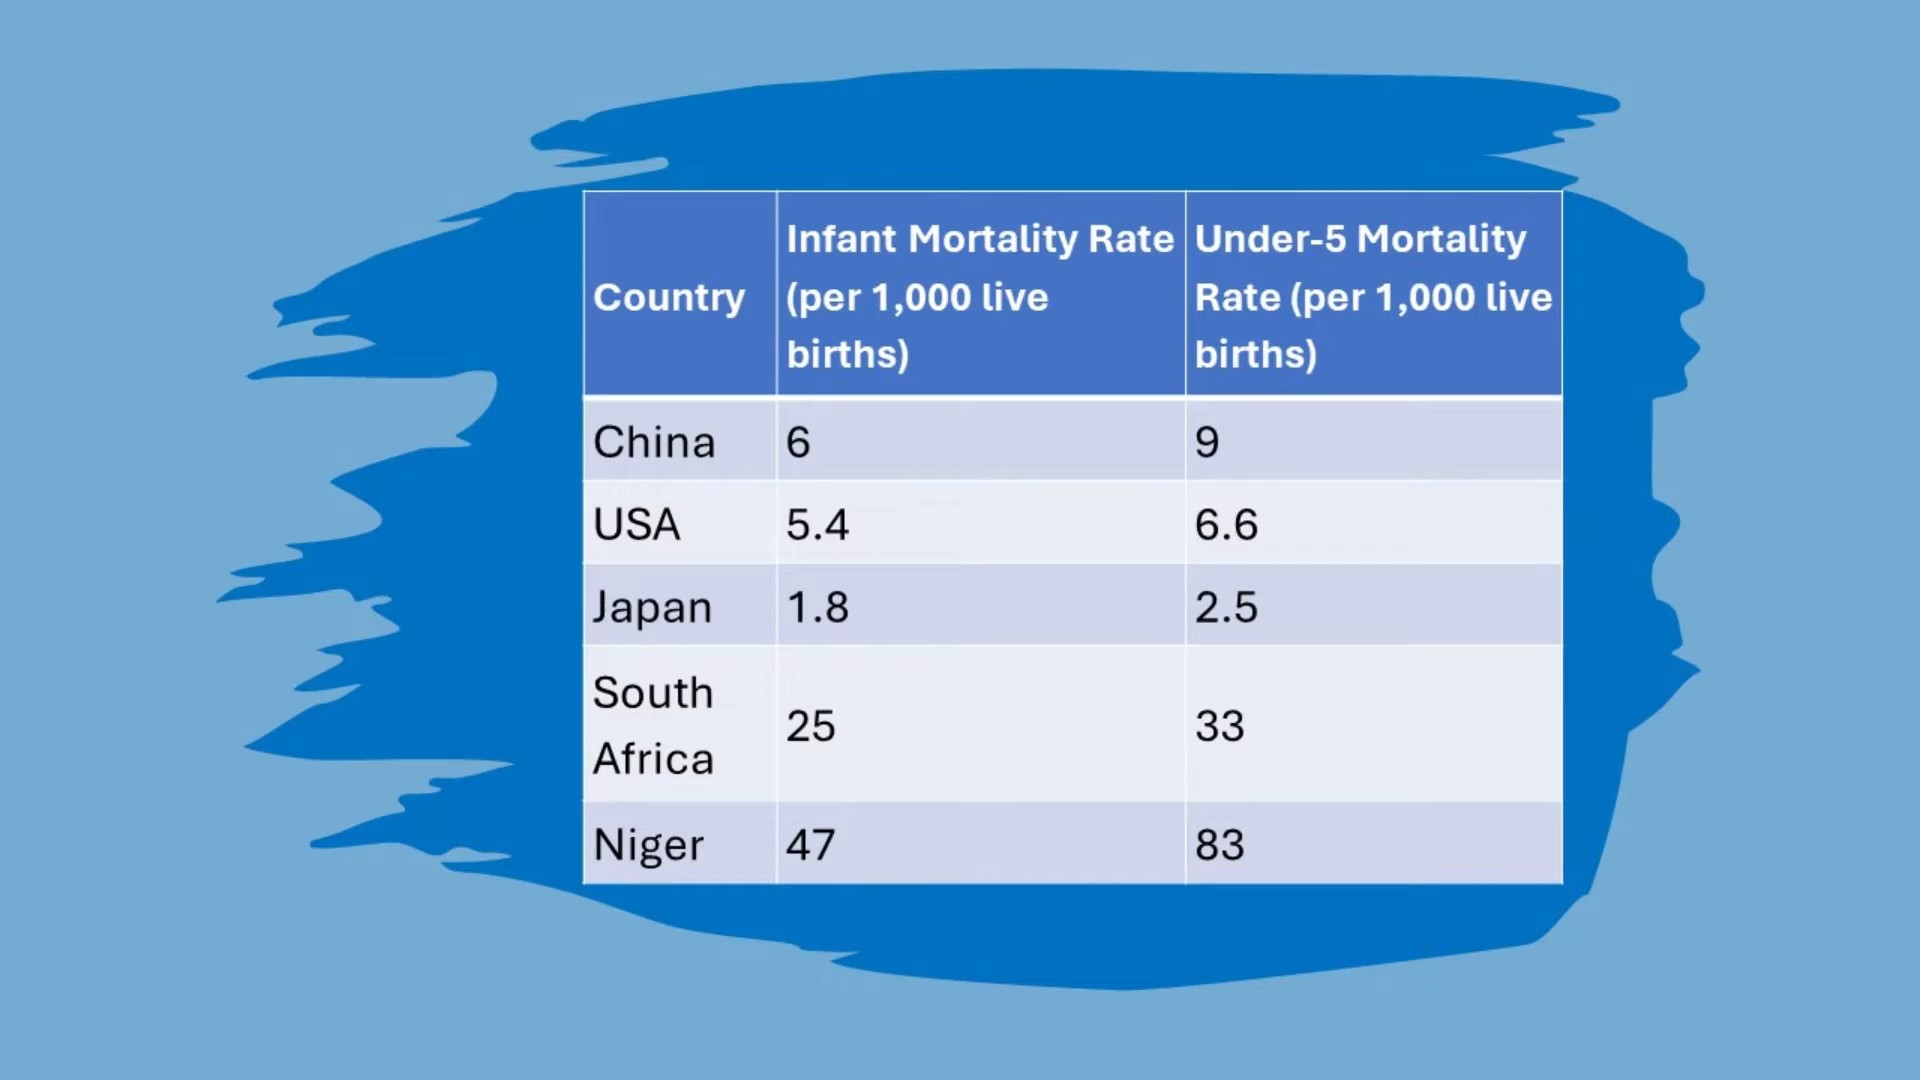 Country
Infant Mortality Rate
(per 1,000 live
births)
Under-5 Mortality
Rate (per 1,000 live
births)
China 6 9
USA 5.4 6.6
Japan 1.8 2.5
South
Africa
25 33
Niger 47 83